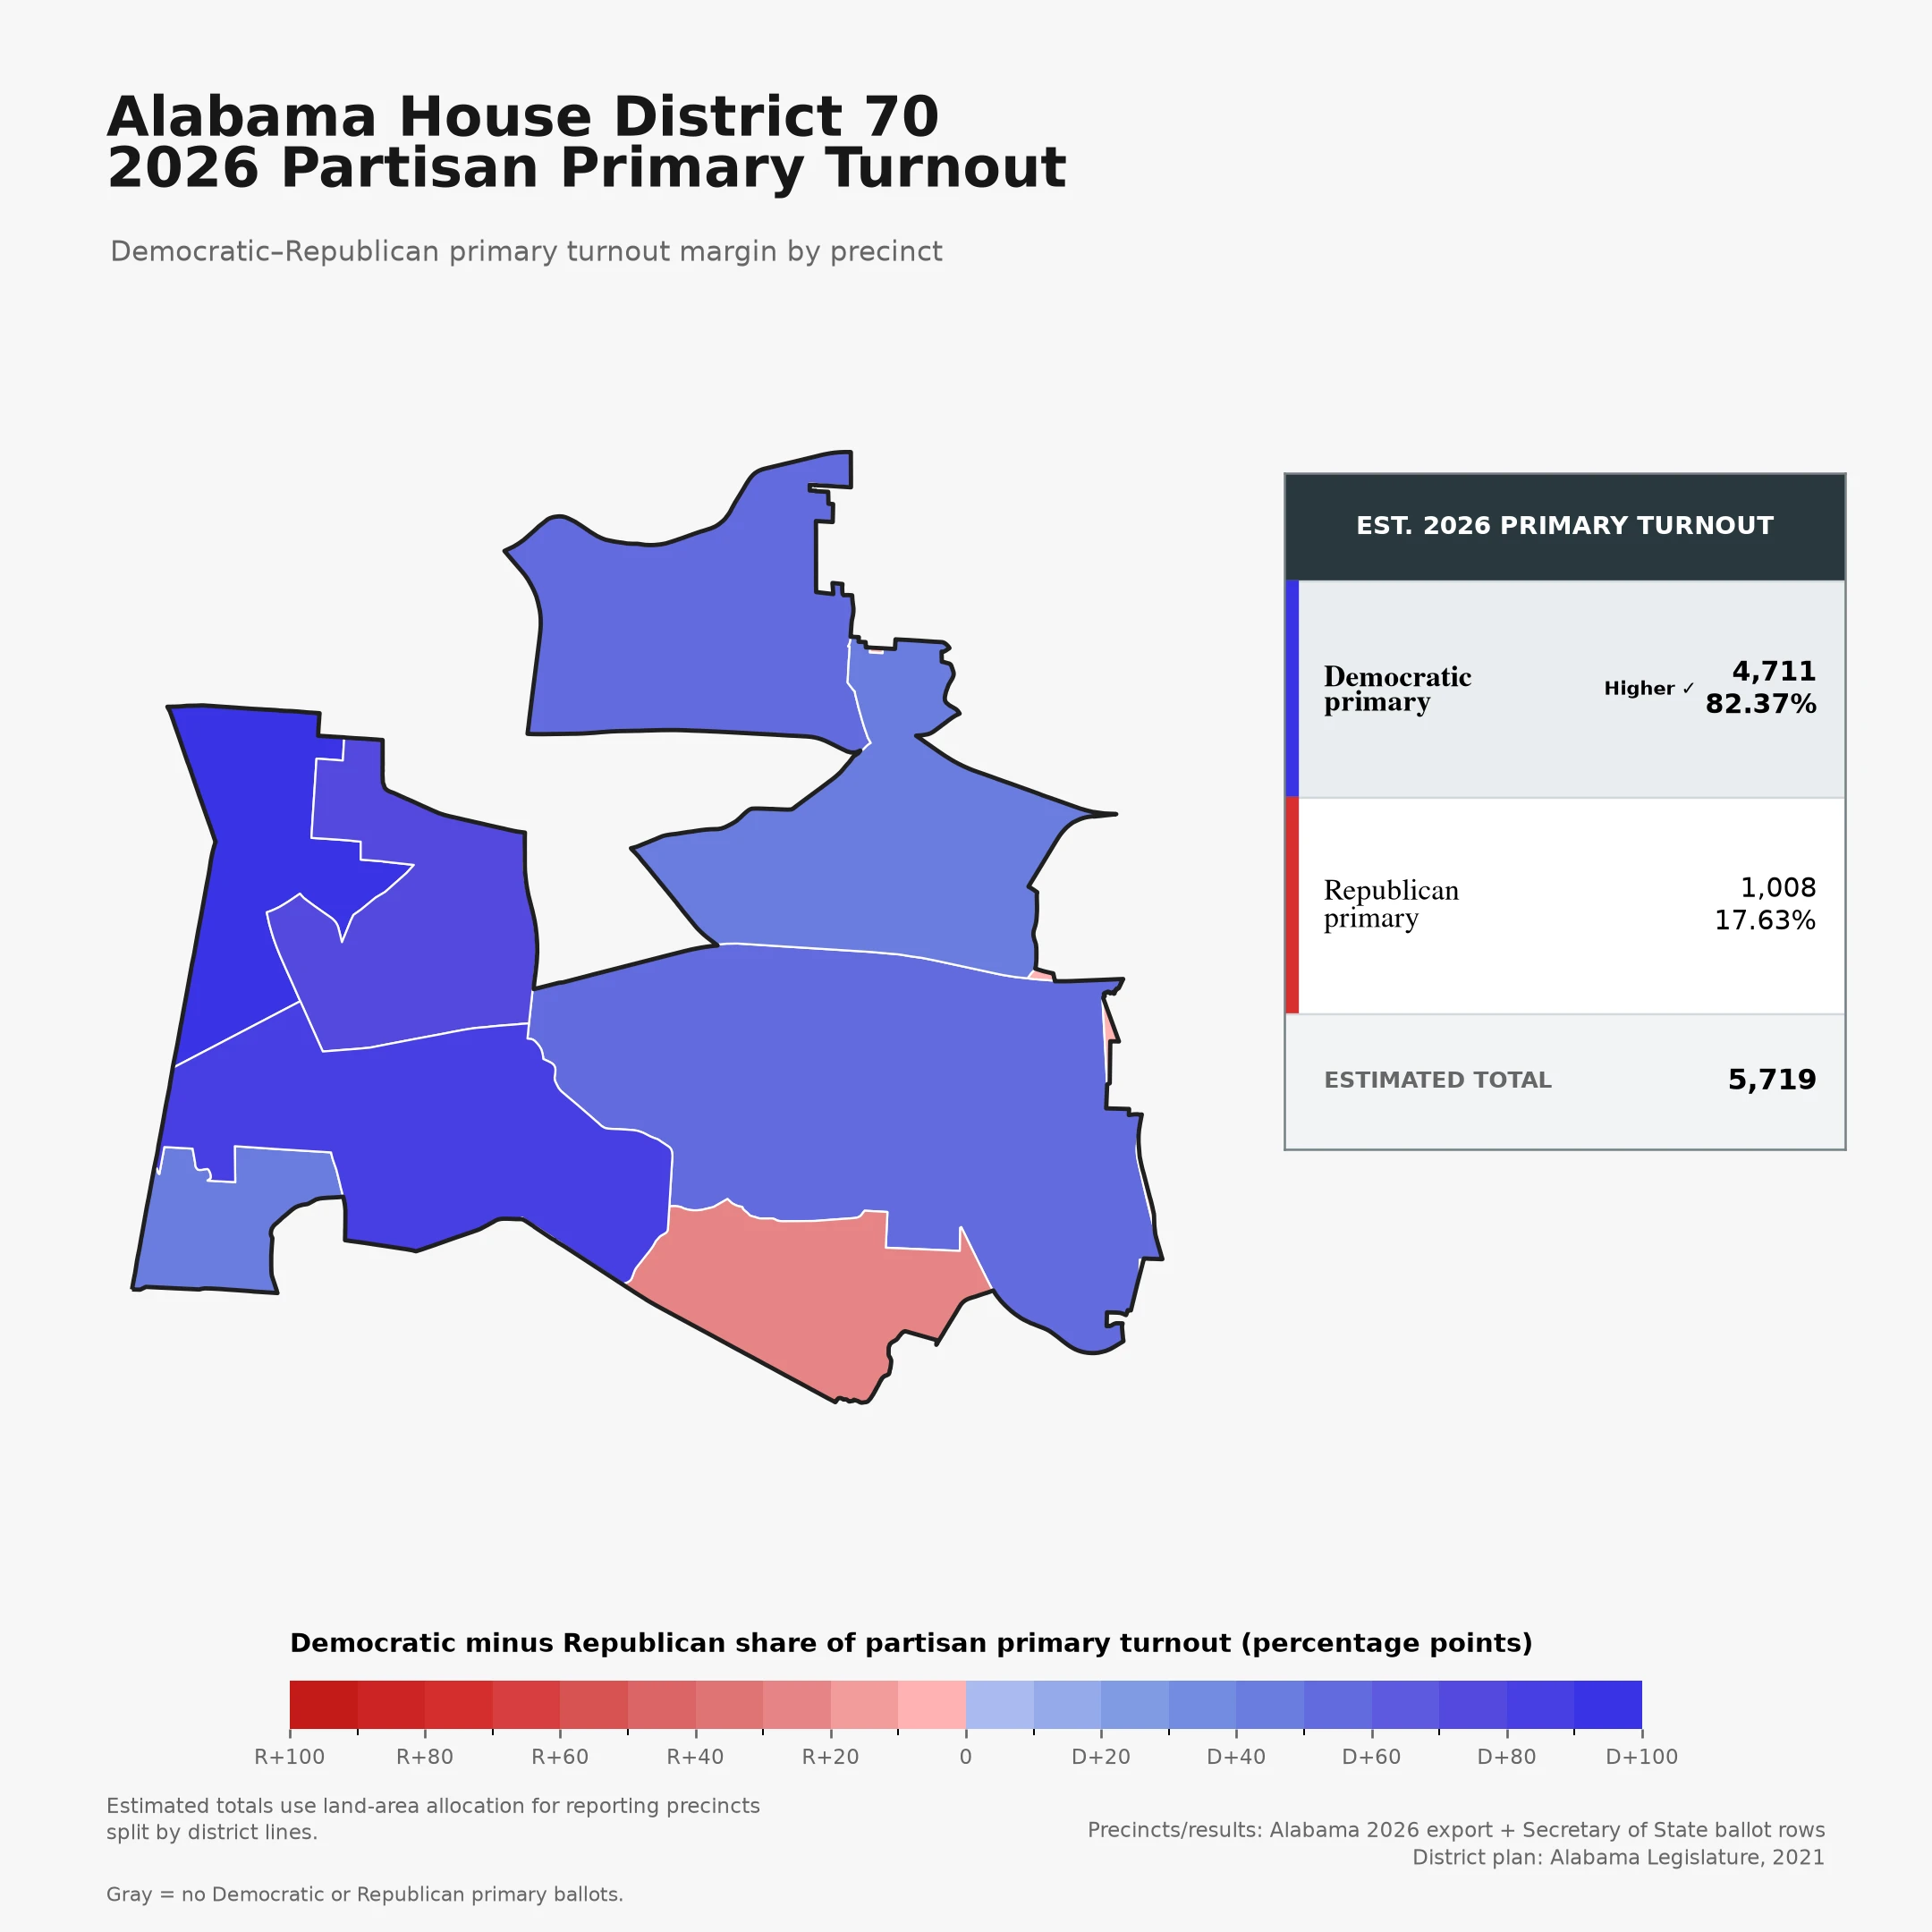 Alabama House District 70
2026 Partisan Primary Turnout
Democratic–Republican primary turnout margin by precinct
EST. 2026 PRIMARY TURNOUT
Democratic
primary
Higher ✓
4,711
82.37%
Republican
primary
1,008
17.63%
ESTIMATED TOTAL
5,719
Democratic minus Republican share of partisan primary turnout (percentage points)
R+100 R+80 R+60 R+40 R+20 0 D+20 D+40 D+60 D+80 D+100
Estimated totals use land-area allocation for reporting precincts
split by district lines.
Gray = no Democratic or Republican primary ballots.
Precincts/results: Alabama 2026 export + Secretary of State ballot rows
District plan: Alabama Legislature, 2021